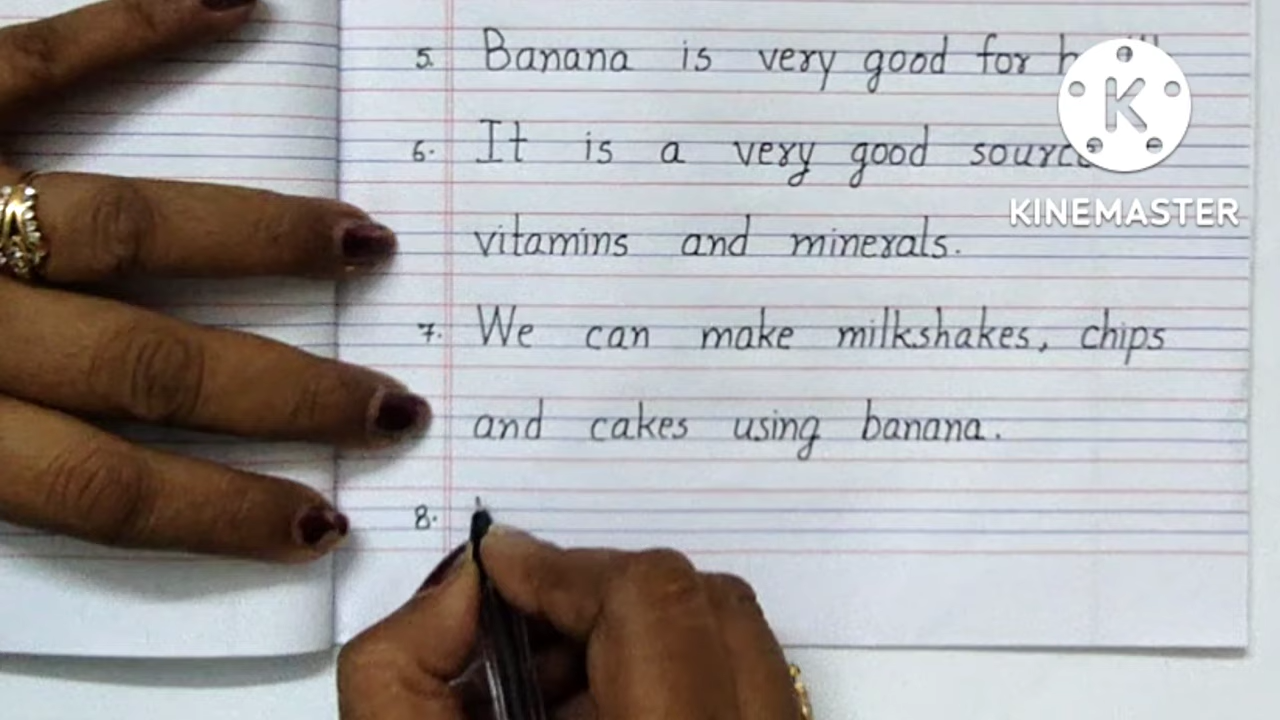 5. Banana is very good for
6. It is a very good source
vitamins and minerals.
7. We can make milkshakes, chips
and cakes using banana.
8.
K
KINEMASTER